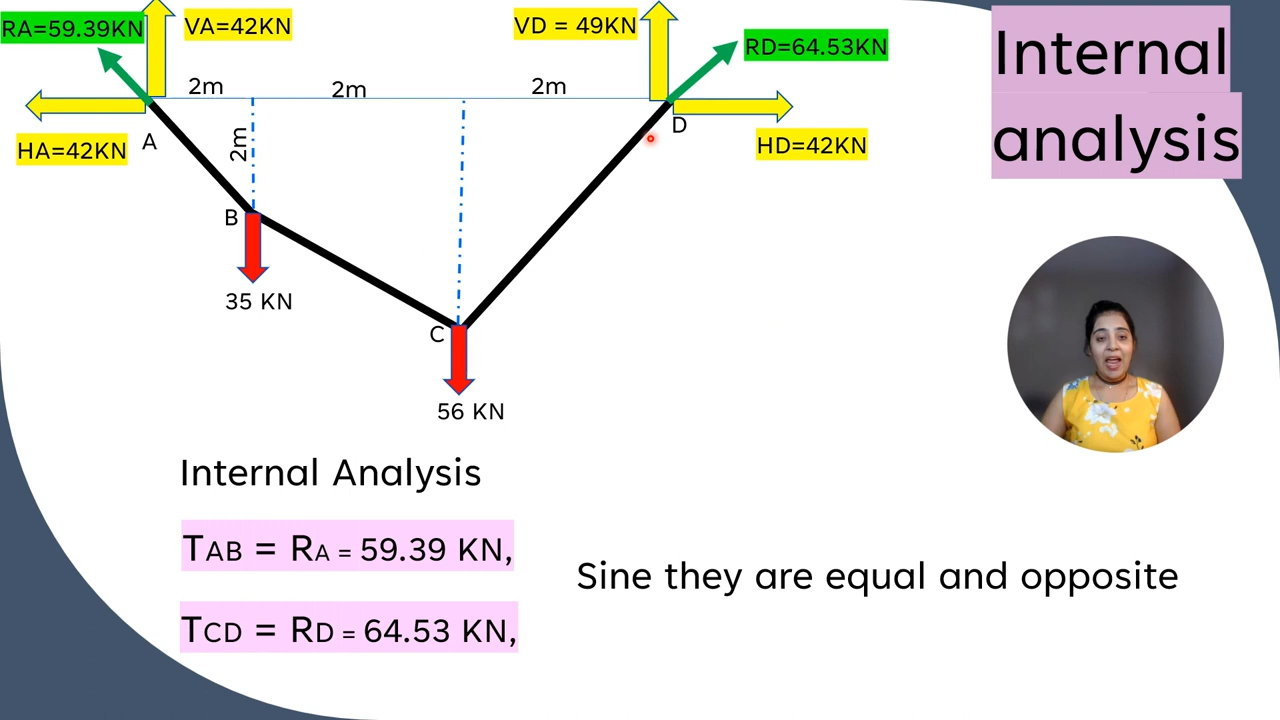 RA=59.39KN
VA=42KN
VD = 49KN
RD=64.53KN
Internal
analysis
2m
2m
2m
HA=42KN
A
2m
D
HD=42KN
B
35 KN
C
56 KN
Internal Analysis
TAB = RA = 59.39 KN,
Sine they are equal and opposite
TCD = RD = 64.53 KN,